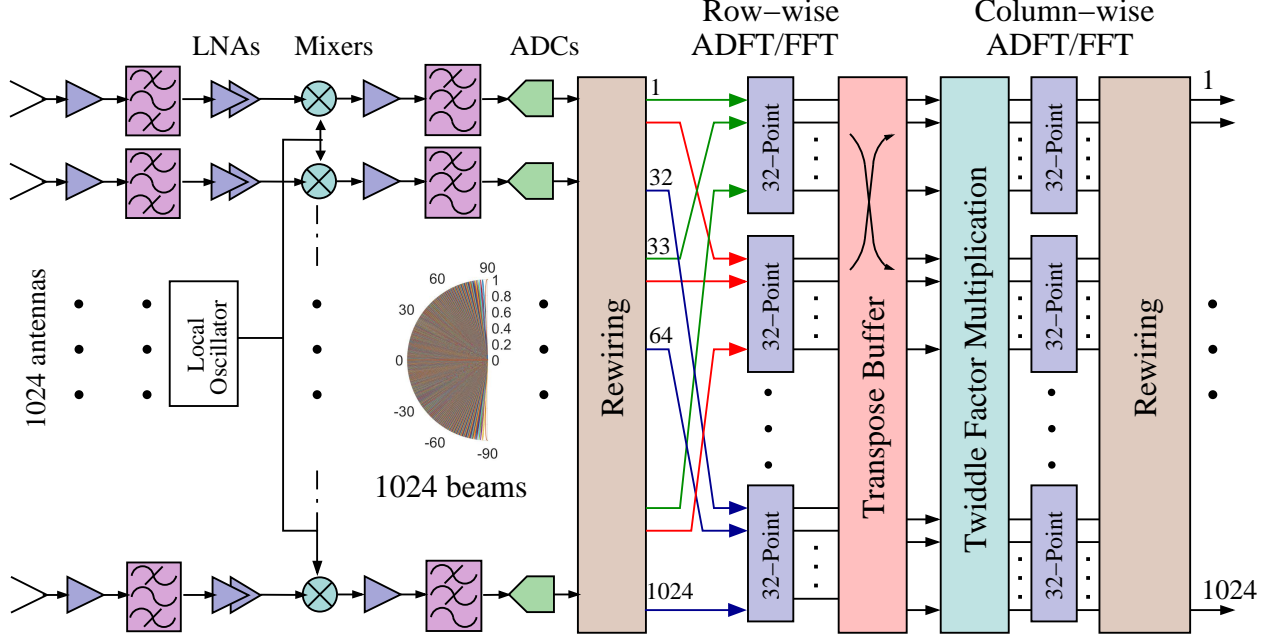 Row−wise
ADFT/FFT
Column−wise
ADFT/FFT
LNAs
Mixers
ADCs
1024 antennas
Local
Oscillator
90
60
30
0
-30
-60
-90
1
0.8
0.6
0.4
0.2
0
1024 beams
Rewiring
1
32
33
64
1024
32−Point
32−Point
32−Point
Transpose Buffer
Twiddle Factor Multiplication
32−Point
32−Point
32−Point
Rewiring
1
1024